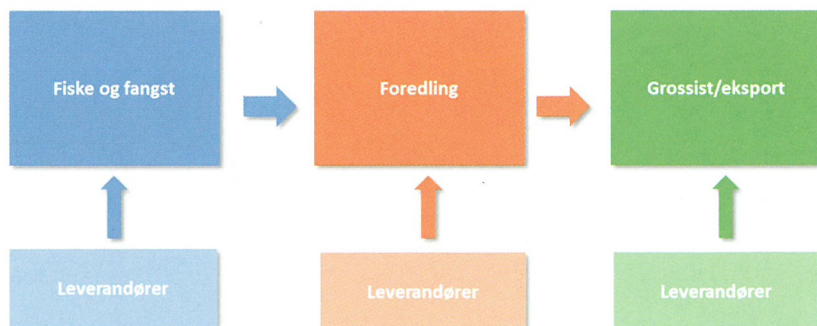 Fiske og fangst
Foredling
Grossist/eksport
Leverandører
Leverandører
Leverandører